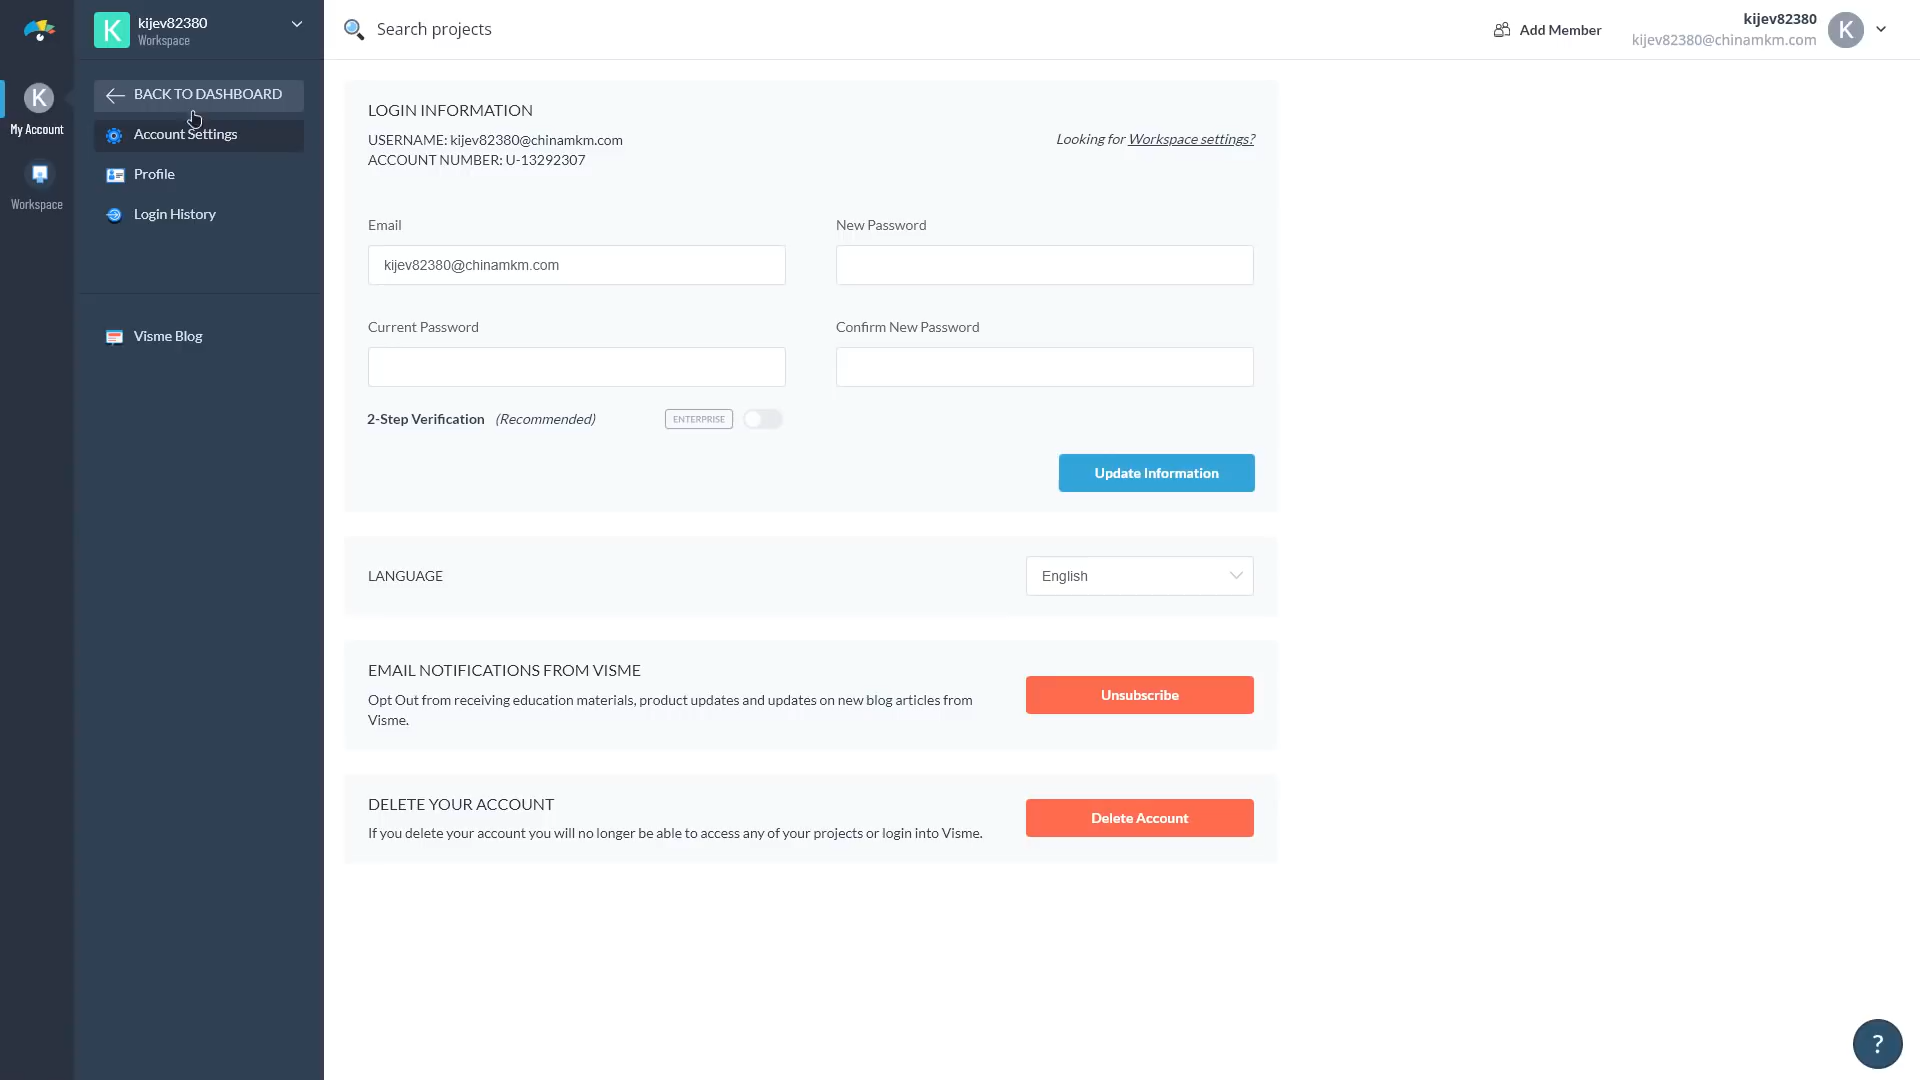 kijev82380
Workspace
Search projects
Add Member
kijev82380
kijev82380@chinamkm.com
K
K
K
My Account
Workspace
BACK TO DASHBOARD
Account Settings
Profile
Login History
Visme Blog
LOGIN INFORMATION
USERNAME: kijev82380@chinamkm.com
ACCOUNT NUMBER: U-13292307
Looking for Workspace settings?
Email
New Password
kijev82380@chinamkm.com
Current Password
Confirm New Password
2-Step Verification (Recommended)
ENTERPRISE
Update Information
LANGUAGE
English
EMAIL NOTIFICATIONS FROM VISME
Opt Out from receiving education materials, product updates and updates on new blog articles from
Visme.
Unsubscribe
DELETE YOUR ACCOUNT
If you delete your account you will no longer be able to access any of your projects or login into Visme.
Delete Account
?